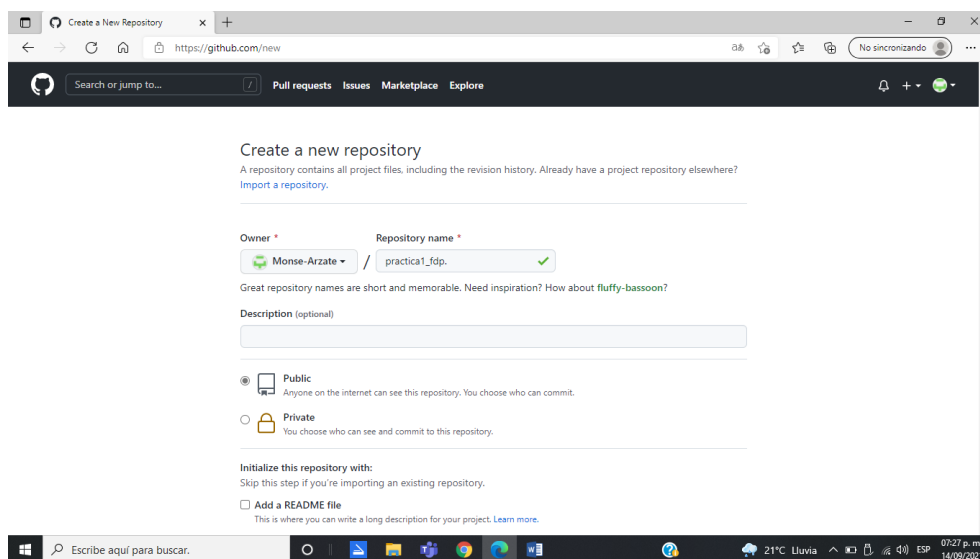 Create a New Repository
https://github.com/new
No sincronizando
Search or jump to...
/
Pull requests Issues Marketplace Explore
Create a new repository
A repository contains all project files, including the revision history. Already have a project repository elsewhere?
Import a repository.
Owner * Repository name *
Monse-Arzate / practica1_fdp.
Great repository names are short and memorable. Need inspiration? How about fluffy-bassoon?
Description (optional)
Public
Anyone on the internet can see this repository. You choose who can commit.
Private
You choose who can see and commit to this repository.
Initialize this repository with:
Skip this step if you're importing an existing repository.
Add a README file
This is where you can write a long description for your project. Learn more.
Escribe aquí para buscar.
21°C Lluvia
ESP
07:27 p. m.